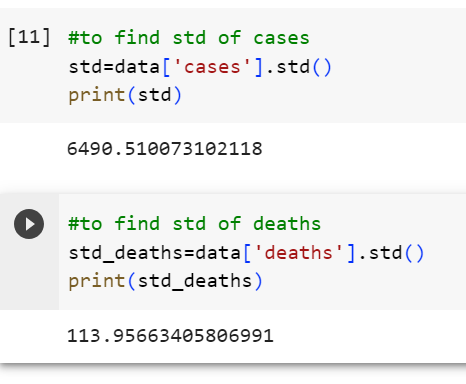 [11] #to find std of cases
std=data['cases'].std()
print(std)
6490.510073102118
#to find std of deaths
std_deaths=data['deaths'].std()
print(std_deaths)
113.95663405806991